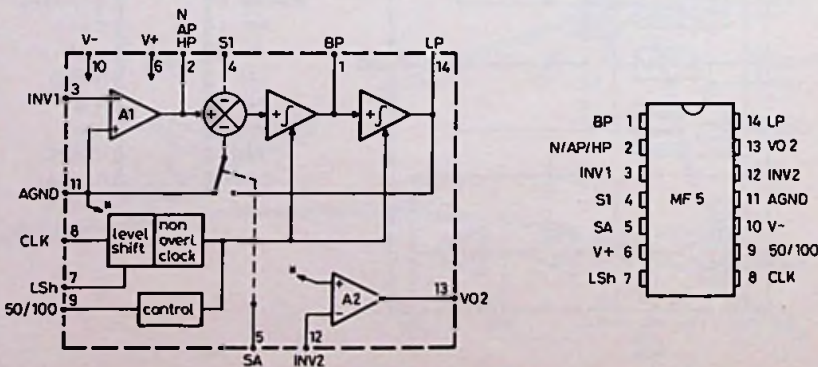 N
AP
V- V+ HP S1 BP LP
10 6 2 4 1 14
INV1 3
A1
- +
+ - -
+∫ +∫
AGND 11
*
CLK 8
level shift
non overl. clock
LSh 7
50/100 9
control
* + A2 - 13 VO2
5 12
SA INV2
BP 1 14 LP
N/AP/HP 2 13 VO2
INV1 3 12 INV2
S1 4 MF5 11 AGND
SA 5 10 V-
V+ 6 9 50/100
LSh 7 8 CLK